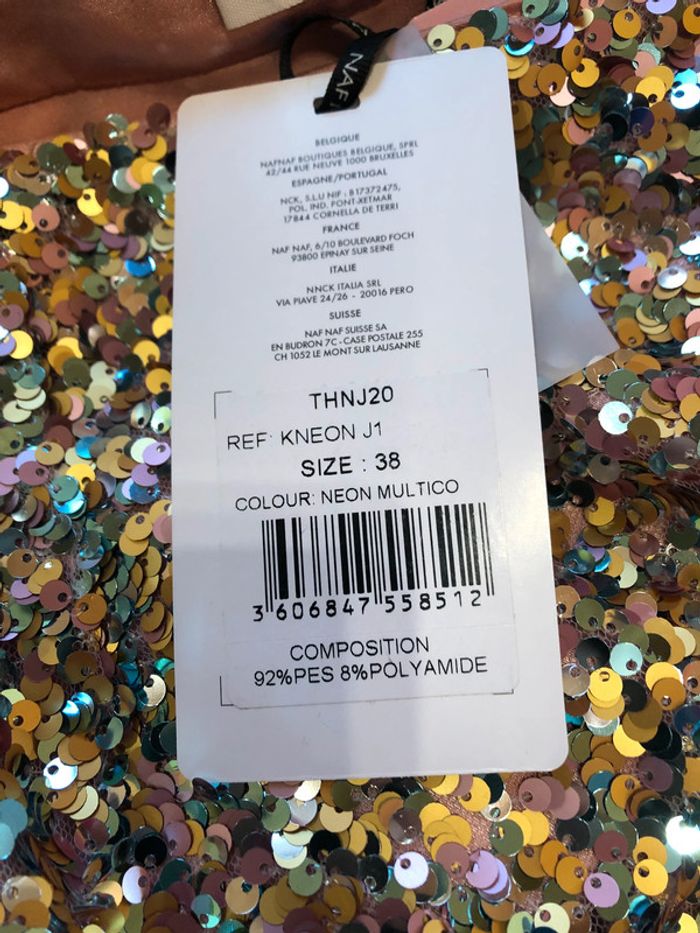 NAF
BELGIQUE
NAFNAF BOUTIQUES BELGIQUE, SPRL
42/44 RUE NEUVE 1000 BRUXELLES
ESPAGNE/PORTUGAL
NCK, S.L.U NIF : B17372475,
POL. IND. PONT-XETMAR
17844 CORNELLA DE TERRI
FRANCE
NAF NAF, 6/10 BOULEVARD FOCH
93800 EPINAY SUR SEINE
ITALIE
NNCK ITALIA SRL
VIA PIAVE 24/26 - 20016 PERO
SUISSE
NAF NAF SUISSE SA
EN BUDRON 7C - CASE POSTALE 255
CH 1052 LE MONT SUR LAUSANNE
THNJ20
REF: KNEON J1
SIZE : 38
COLOUR: NEON MULTICO
3 606847 558512
COMPOSITION
92%PES 8%POLYAMIDE